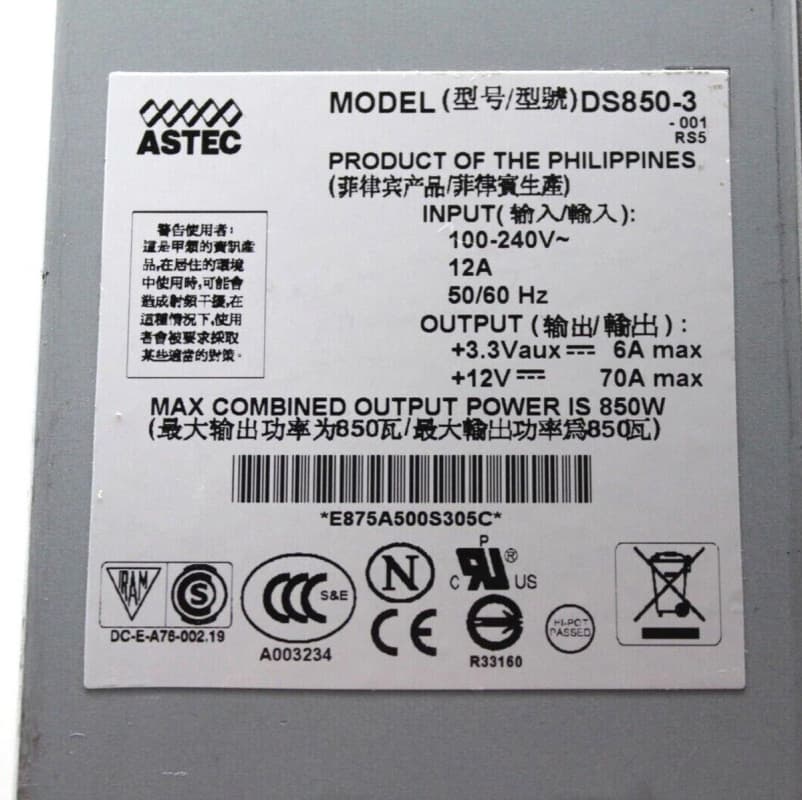 ASTEC
MODEL (型号/型號) DS850-3
-001
RS5
PRODUCT OF THE PHILIPPINES
(菲律宾产品/菲律賓生產)
INPUT(输入/輸入):
100-240V~
12A
50/60 Hz
OUTPUT (输出/輸出):
+3.3Vaux⎓ 6A max
+12V⎓ 70A max
警告使用者:
這是甲類的資訊產
品,在居住的環境
中使用時,可能會
造成射頻干擾,在
這種情況下,使用
者會被要求採取
某些適當的對策。
MAX COMBINED OUTPUT POWER IS 850W
(最大输出功率为850瓦/最大輸出功率爲850瓦)
*E875A500S305C*
IRAM
S
DC-E-A76-002.19
CCC S&E
A003234
N
CE
P
C RU ® US
R33160
HI-POT
PASSED